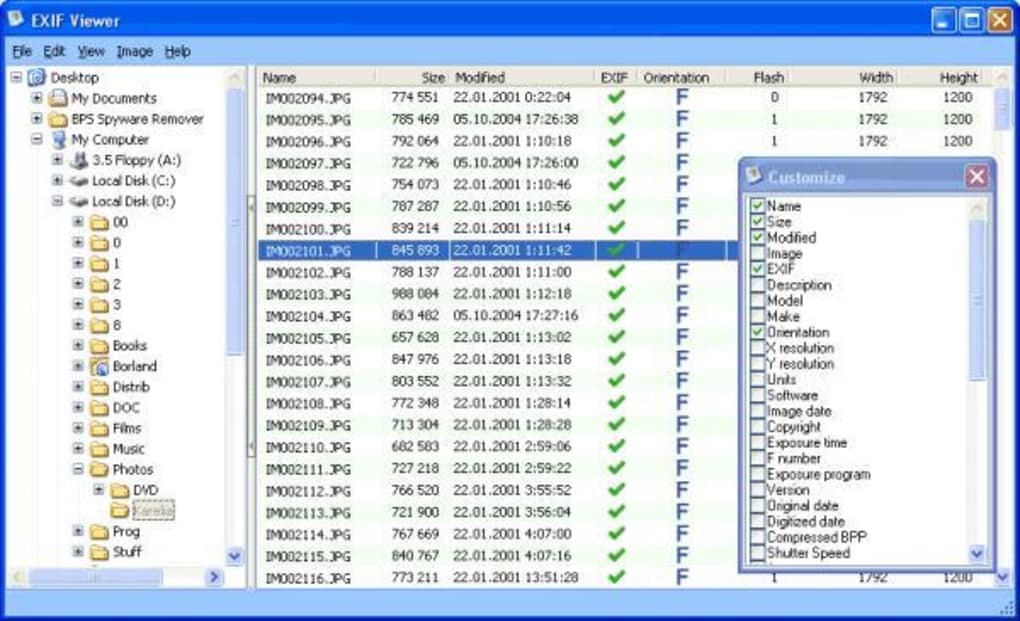 EXIF Viewer
File Edit View Image Help
Desktop
My Documents
BPS Spyware Remover
My Computer
3.5 Floppy (A:)
Local Disk (C:)
Local Disk (D:)
00
0
1
2
3
8
Books
Borland
Distrib
DOC
Films
Music
Photos
DVD
Prog
Stuff
Name Size Modified EXIF Orientation Flash Width Height
IM002094.JPG 774 551 22.01.2001 0:22:04 F 0 1792 1200
IM002095.JPG 785 469 05.10.2004 17:26:38 F 1 1792 1200
IM002096.JPG 792 064 22.01.2001 1:10:18 F 1 1792 1200
IM002097.JPG 722 796 05.10.2004 17:26:00 F
IM002098.JPG 754 073 22.01.2001 1:10:46 F
IM002099.JPG 787 287 22.01.2001 1:10:56 F
IM002100.JPG 839 214 22.01.2001 1:11:14 F
IM002101.JPG 845 893 22.01.2001 1:11:42 F
IM002102.JPG 788 137 22.01.2001 1:11:00 F
IM002103.JPG 988 084 22.01.2001 1:12:18 F
IM002104.JPG 863 482 05.10.2004 17:27:16 F
IM002105.JPG 657 628 22.01.2001 1:13:02 F
IM002106.JPG 847 976 22.01.2001 1:13:18 F
IM002107.JPG 803 552 22.01.2001 1:13:32 F
IM002108.JPG 772 348 22.01.2001 1:28:14 F
IM002109.JPG 713 304 22.01.2001 1:28:28 F
IM002110.JPG 682 583 22.01.2001 2:59:06 F
IM002111.JPG 727 218 22.01.2001 2:59:22 F
IM002112.JPG 766 520 22.01.2001 3:55:52 F
IM002113.JPG 721 900 22.01.2001 3:56:04 F
IM002114.JPG 767 669 22.01.2001 4:07:00 F
IM002115.JPG 840 767 22.01.2001 4:07:16 F
IM002116.JPG 773 211 22.01.2001 13:51:28 F 1 1792 1200
Customize
Name
Size
Modified
Image
EXIF
Description
Model
Make
Orientation
X resolution
Y resolution
Units
Software
Image date
Copyright
Exposure time
F number
Exposure program
Version
Original date
Digitized date
Compressed BPP
Shutter Speed